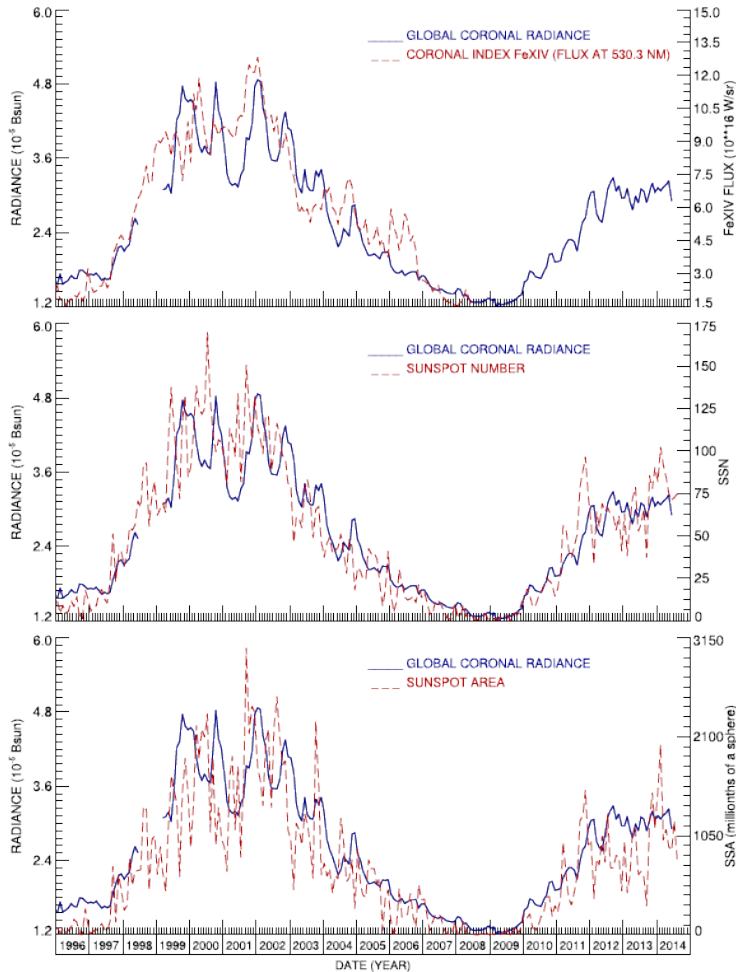 6.0
4.8
3.6
2.4
1.2
RADIANCE (10⁻⁵ Bsun)
GLOBAL CORONAL RADIANCE
CORONAL INDEX FeXIV (FLUX AT 530.3 NM)
15.0
13.5
12.0
10.5
9.0
7.5
6.0
4.5
3.0
1.5
FeXIV FLUX (10**16 W/sr)
6.0
4.8
3.6
2.4
1.2
RADIANCE (10⁻⁵ Bsun)
GLOBAL CORONAL RADIANCE
SUNSPOT NUMBER
175
150
125
100
75
50
25
0
SSN
6.0
4.8
3.6
2.4
1.2
RADIANCE (10⁻⁵ Bsun)
GLOBAL CORONAL RADIANCE
SUNSPOT AREA
3150
2100
1050
0
SSA (millionths of a sphere)
1996 1997 1998 1999 2000 2001 2002 2003 2004 2005 2006 2007 2008 2009 2010 2011 2012 2013 2014
DATE (YEAR)